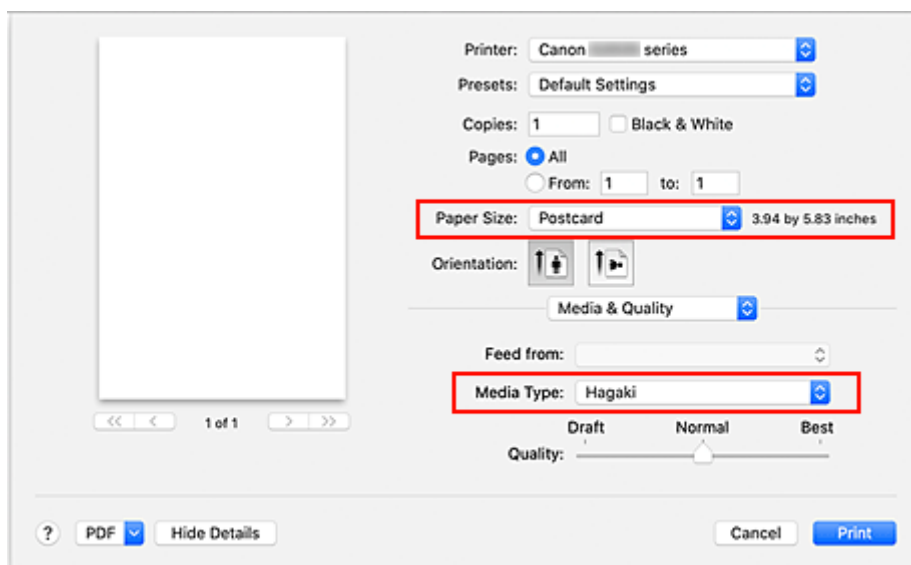 Printer: Canon series
Presets: Default Settings
Copies: 1 Black & White
Pages: All
From: 1 to: 1
Paper Size: Postcard 3.94 by 5.83 inches
Orientation:
Media & Quality
Feed from:
Media Type: Hagaki
Draft Normal Best
Quality:
<< < 1 of 1 > >>
? PDF Hide Details Cancel Print